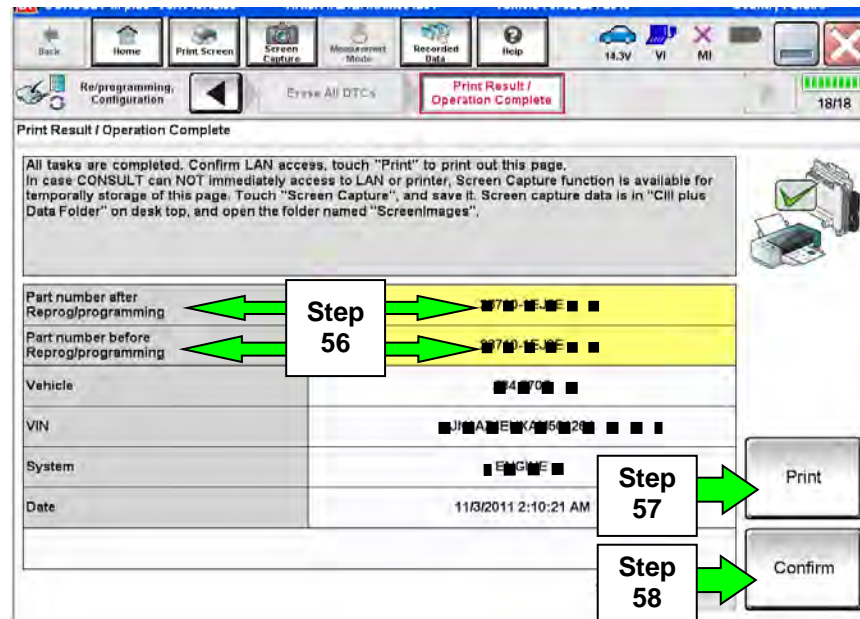 Back
Home
Print Screen
Screen Capture
Measurement Mode
Recorded Data
Help
14.3V
VI
MI
Re/programming, Configuration
Erase All DTCs
Print Result / Operation Complete
18/18
Print Result / Operation Complete
All tasks are completed. Confirm LAN access, touch "Print" to print out this page.
In case CONSULT can NOT immediately access to LAN or printer, Screen Capture function is available for
temporally storage of this page. Touch "Screen Capture", and save it. Screen capture data is in "CIII plus
Data Folder" on desk top, and open the folder named "ScreenImages".
Part number after
Reprog/programming
Step
56
Part number before
Reprog/programming
Vehicle
VIN
System
Date
11/3/2011 2:10:21 AM
Step
57
Print
Step
58
Confirm